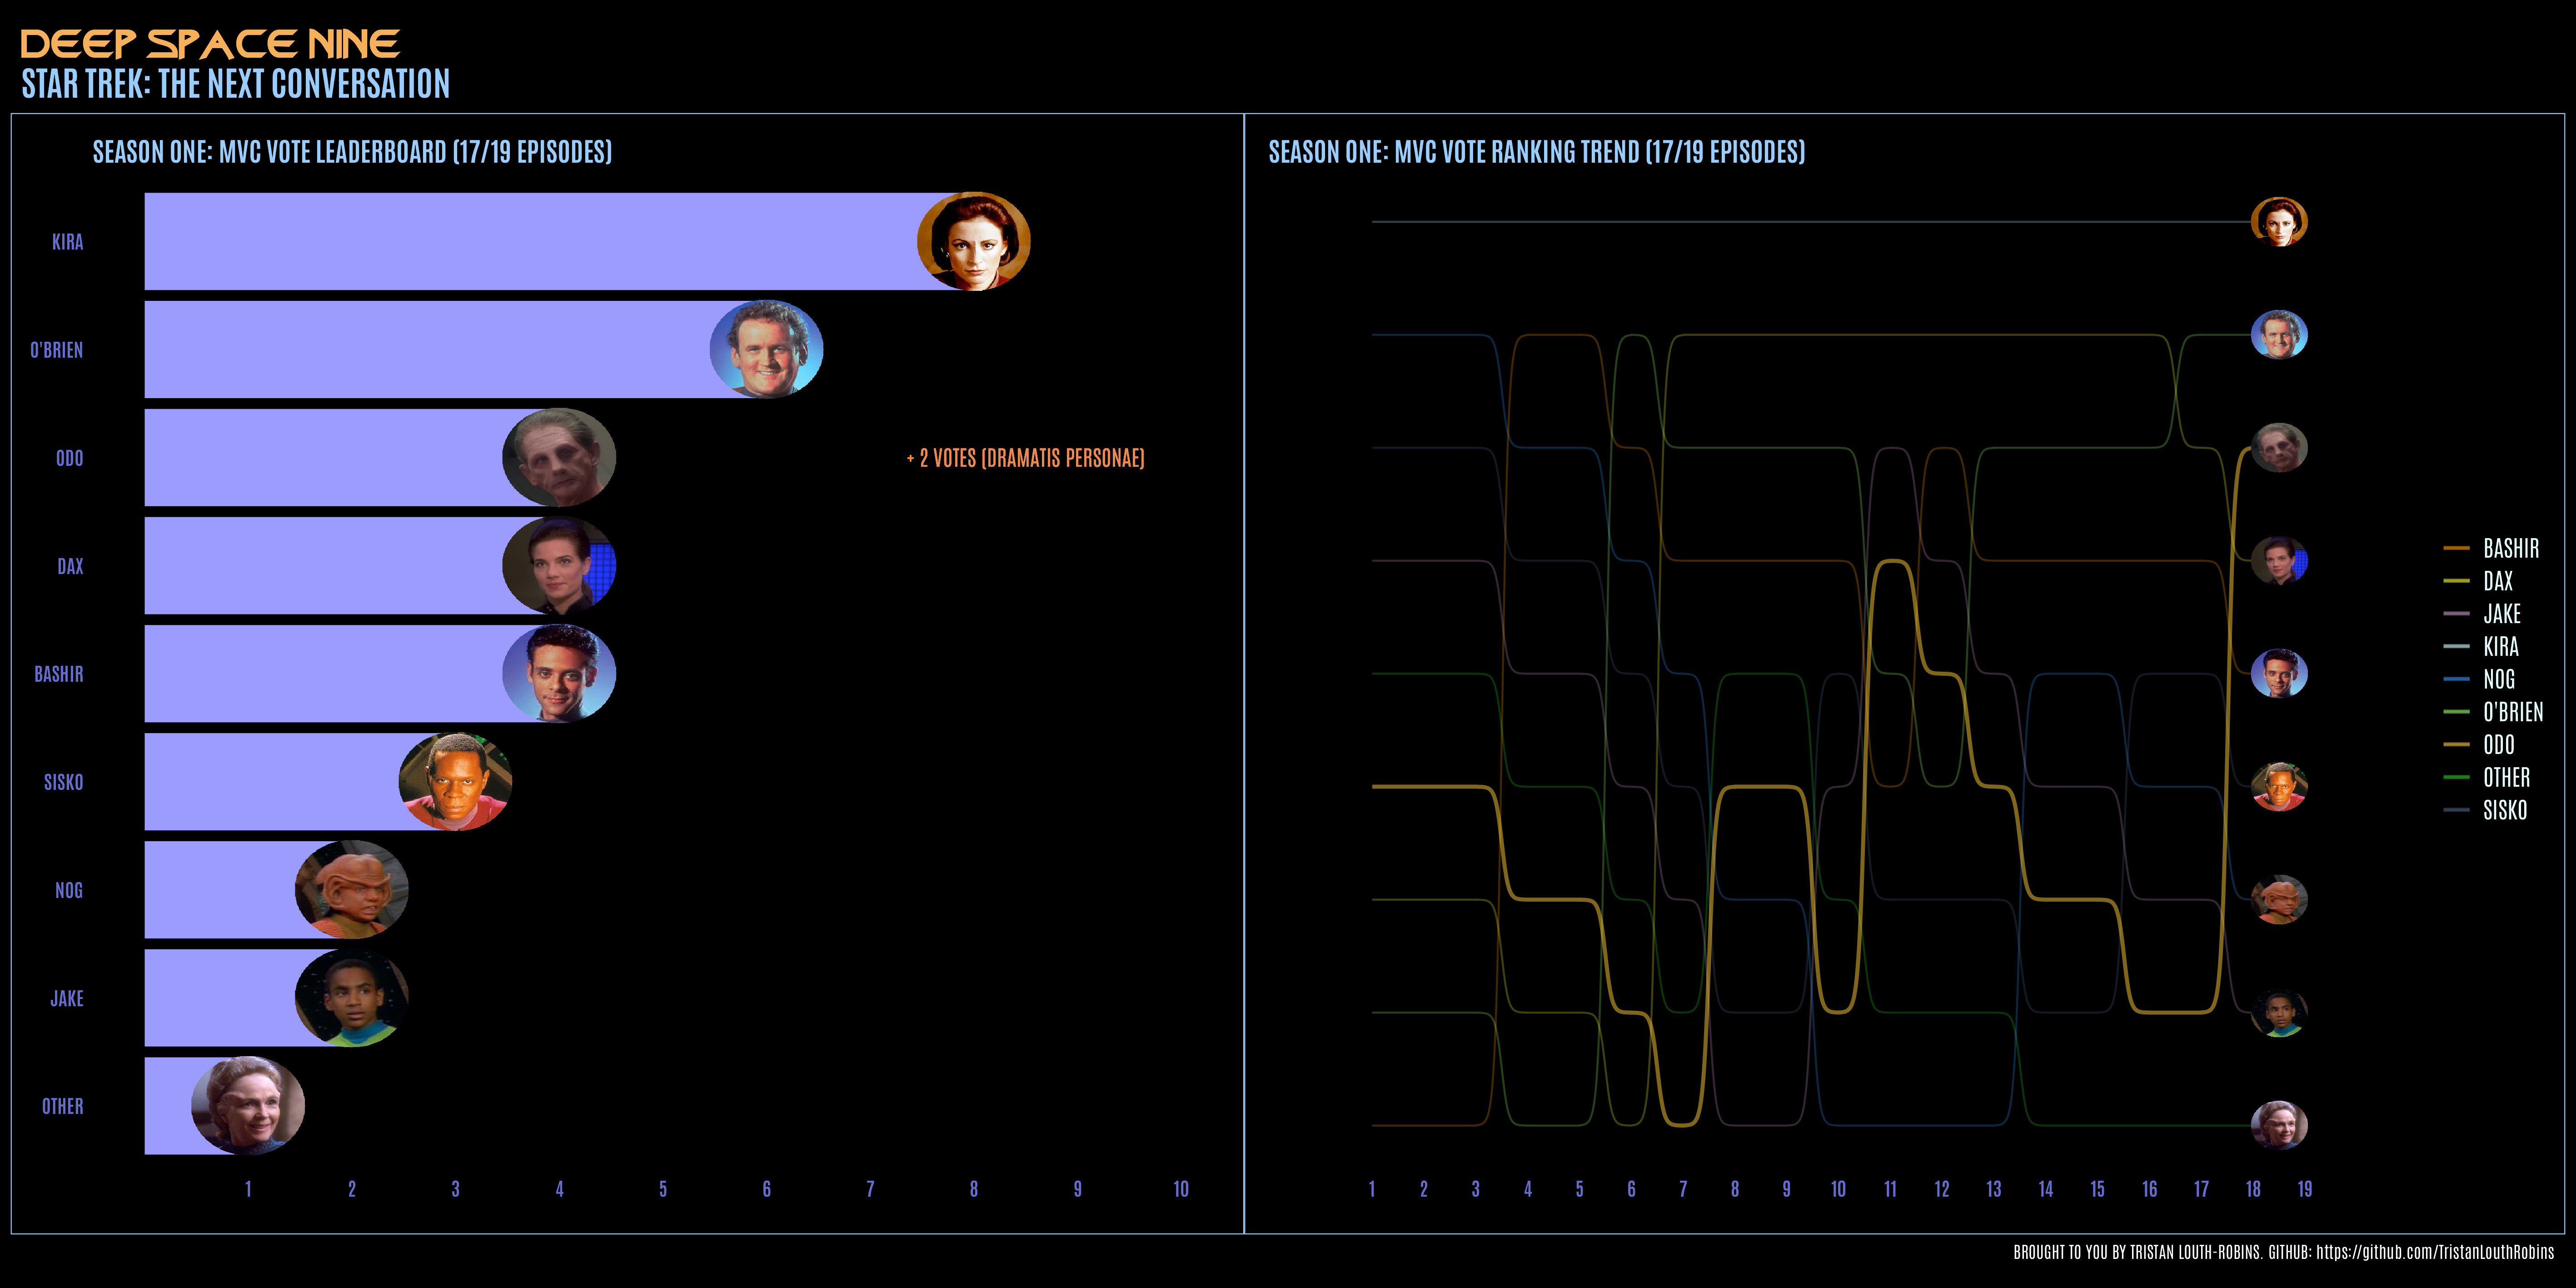 DEEP SPACE NINE
STAR TREK: THE NEXT CONVERSATION
SEASON ONE: MVC VOTE LEADERBOARD (17/19 EPISODES)
KIRA
O'BRIEN
ODO
+ 2 VOTES (DRAMATIS PERSONAE)
DAX
BASHIR
SISKO
NOG
JAKE
OTHER
1 2 3 4 5 6 7 8 9 10
SEASON ONE: MVC VOTE RANKING TREND (17/19 EPISODES)
1 2 3 4 5 6 7 8 9 10 11 12 13 14 15 16 17 18 19
BASHIR
DAX
JAKE
KIRA
NOG
O'BRIEN
ODO
OTHER
SISKO
BROUGHT TO YOU BY TRISTAN LOUTH-ROBINS. GITHUB: https://github.com/TristanLouthRobins